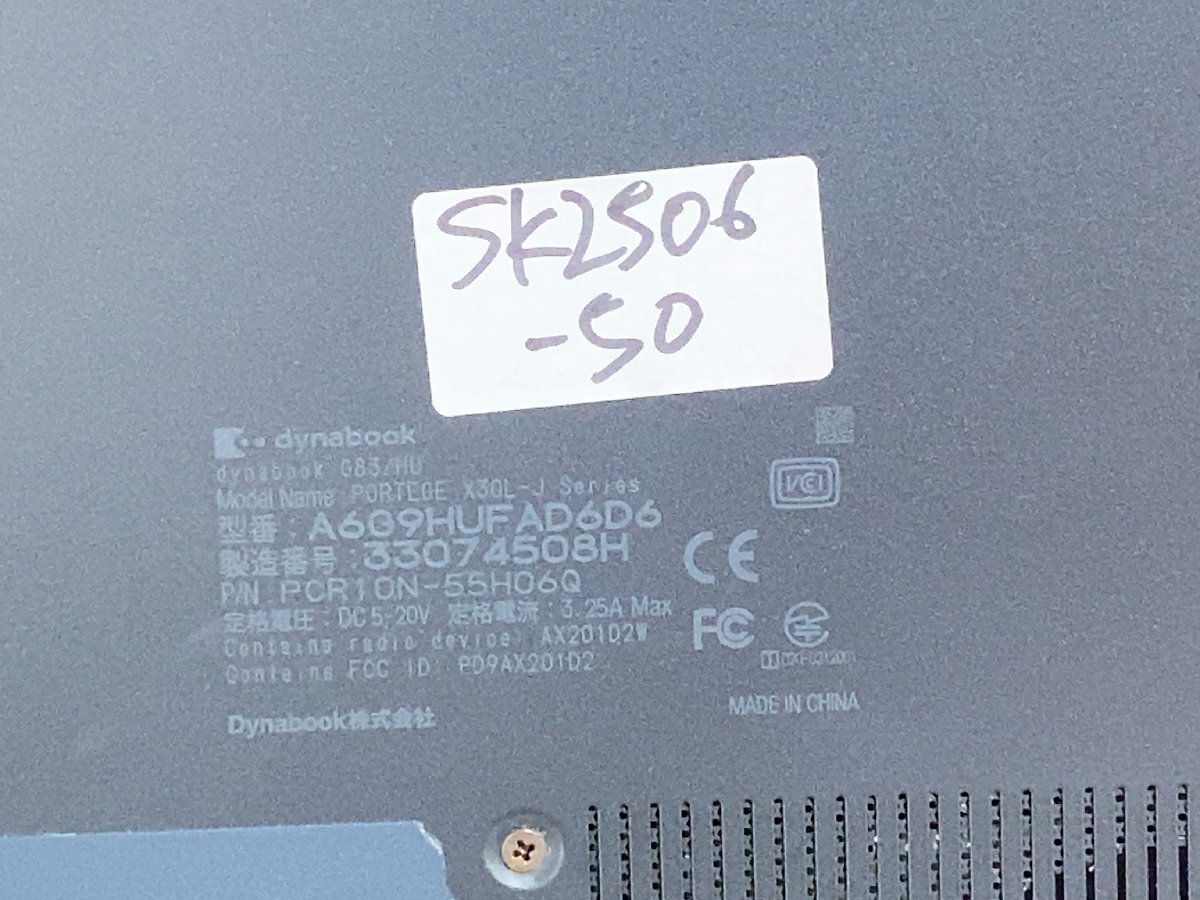 SK2506
-50
dynabook
dynabook G83/HU
Model Name PORTEGE X30L-J Series
型番：A6G9HUFAD6D6
製造番号：33074508H
P/N PCR10N-55H06Q
定格電圧：DC 5-20V 定格電流：3.25A Max
Contains radio device: AX201D2W
Contains FCC ID: PD9AX201D2
Dynabook株式会社
VCCI
CE
FC
MADE IN CHINA